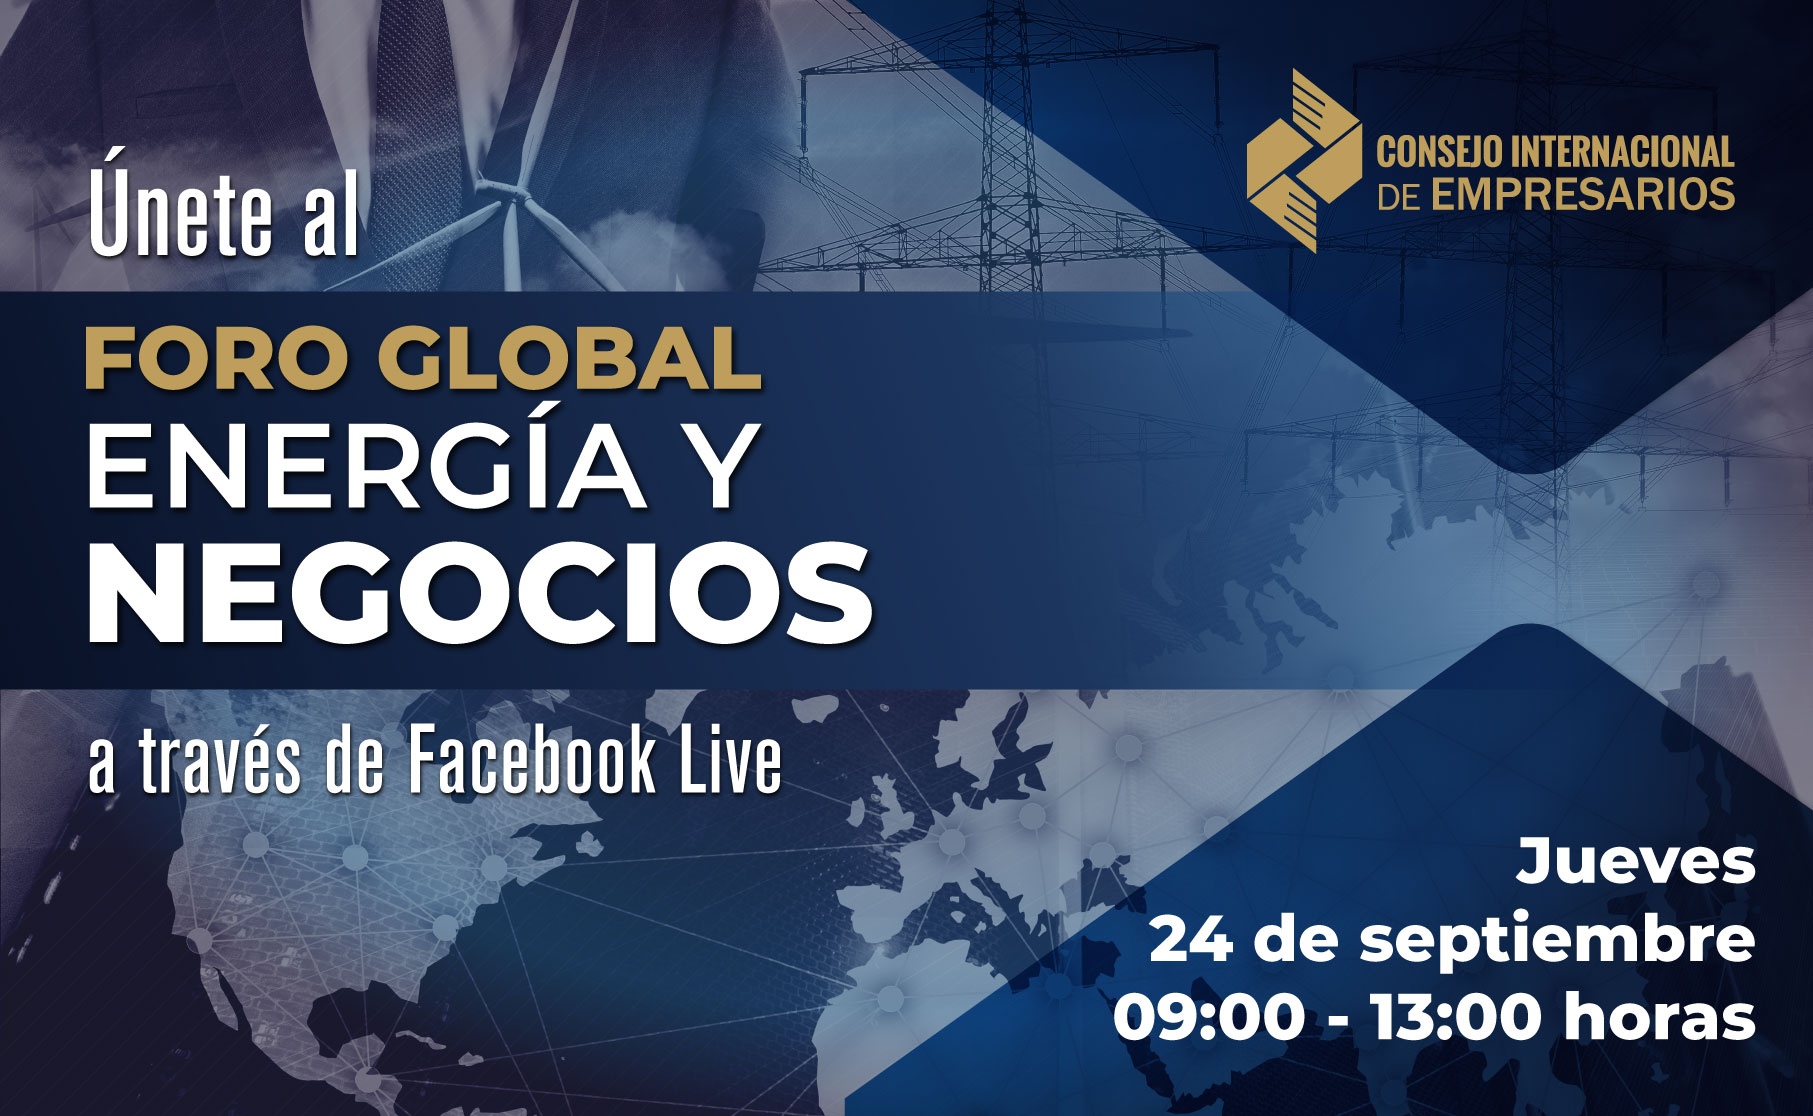 Únete al
FORO GLOBAL
ENERGÍA Y
NEGOCIOS
a través de Facebook Live
CONSEJO INTERNACIONAL
DE EMPRESARIOS
Jueves
24 de septiembre
09:00 - 13:00 horas